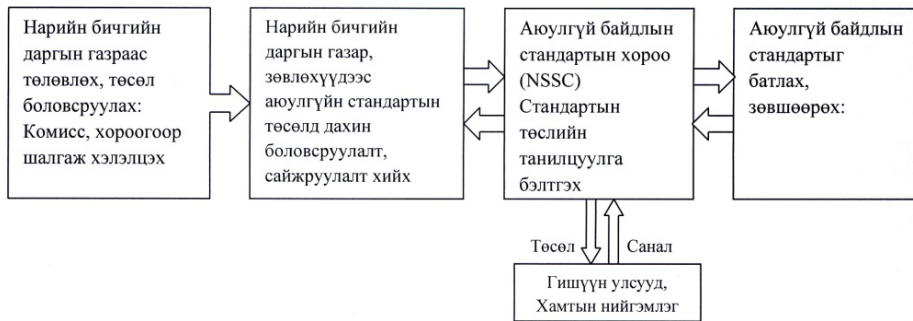 Нарийн бичгийн
даргын газраас
төлөвлөх, төсөл
боловсруулах:
Комисс, хороогоор
шалгаж хэлэлцэх
Нарийн бичгийн
даргын газар,
зөвлөхүүдээс
аюулгүйн стандартын
төсөлд дахин
боловсруулалт,
сайжруулалт хийх
Аюулгүй байдлын
стандартын хороо
(NSSC)
Стандартын
төслийн
танилцуулга
бэлтгэх
Аюулгүй байдлын
стандартыг
батлах,
зөвшөөрөх:
Төсөл
Санал
Гишүүн улсууд,
Хамтын нийгэмлэг